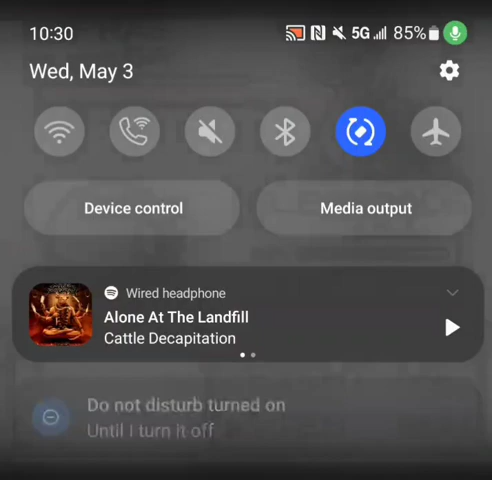 10:30
5G
85%
Wed, May 3
Device control
Media output
Wired headphone
Alone At The Landfill
Cattle Decapitation
Do not disturb turned on
Until I turn it off